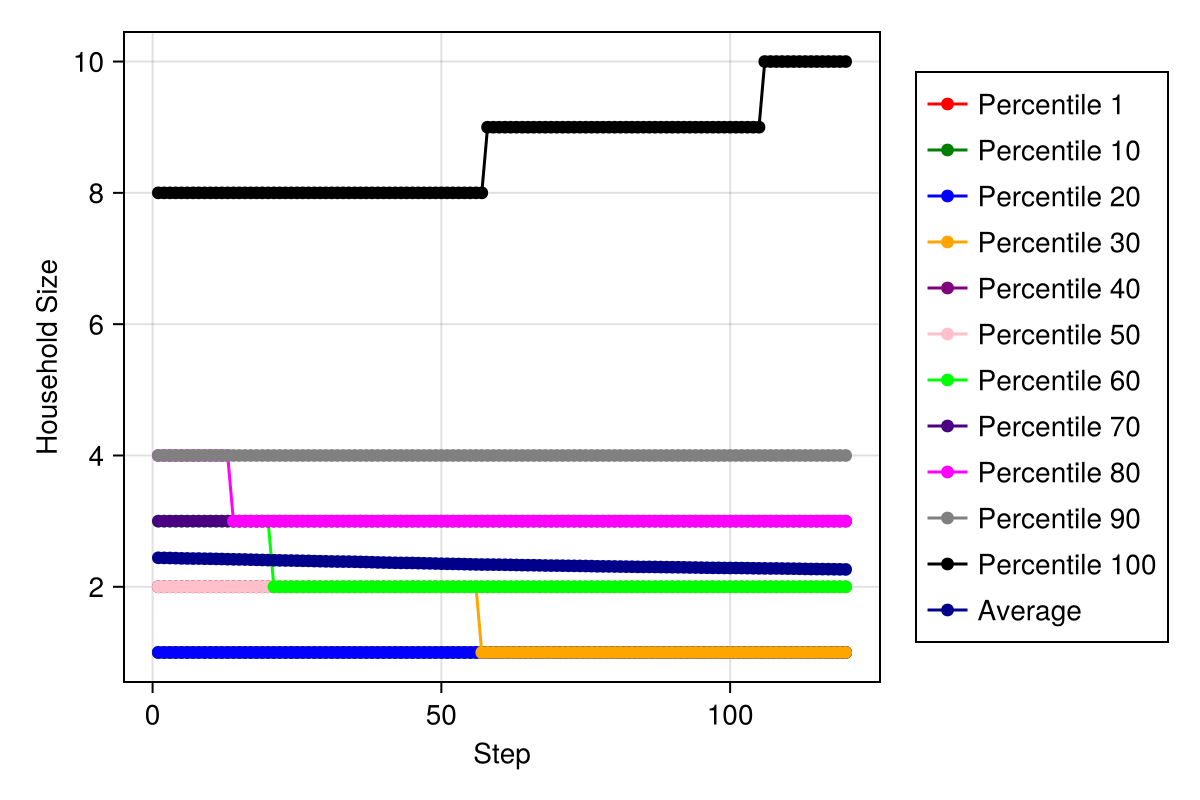 10
8
6
4
2
Household Size
0
50
100
Step
Percentile 1
Percentile 10
Percentile 20
Percentile 30
Percentile 40
Percentile 50
Percentile 60
Percentile 70
Percentile 80
Percentile 90
Percentile 100
Average